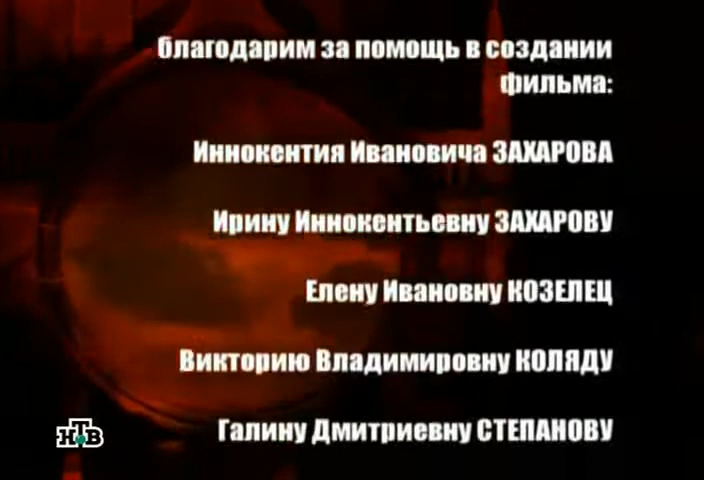 благодарим за помощь в создании
фильма:
Иннокентия Ивановича ЗАХАРОВА
Ирину Иннокентьевну ЗАХАРОВУ
Елену Ивановну КОЗЕЛЕЦ
Викторию Владимировну КОЛЯДУ
Галину Дмитриевну СТЕПАНОВУ
НТВ